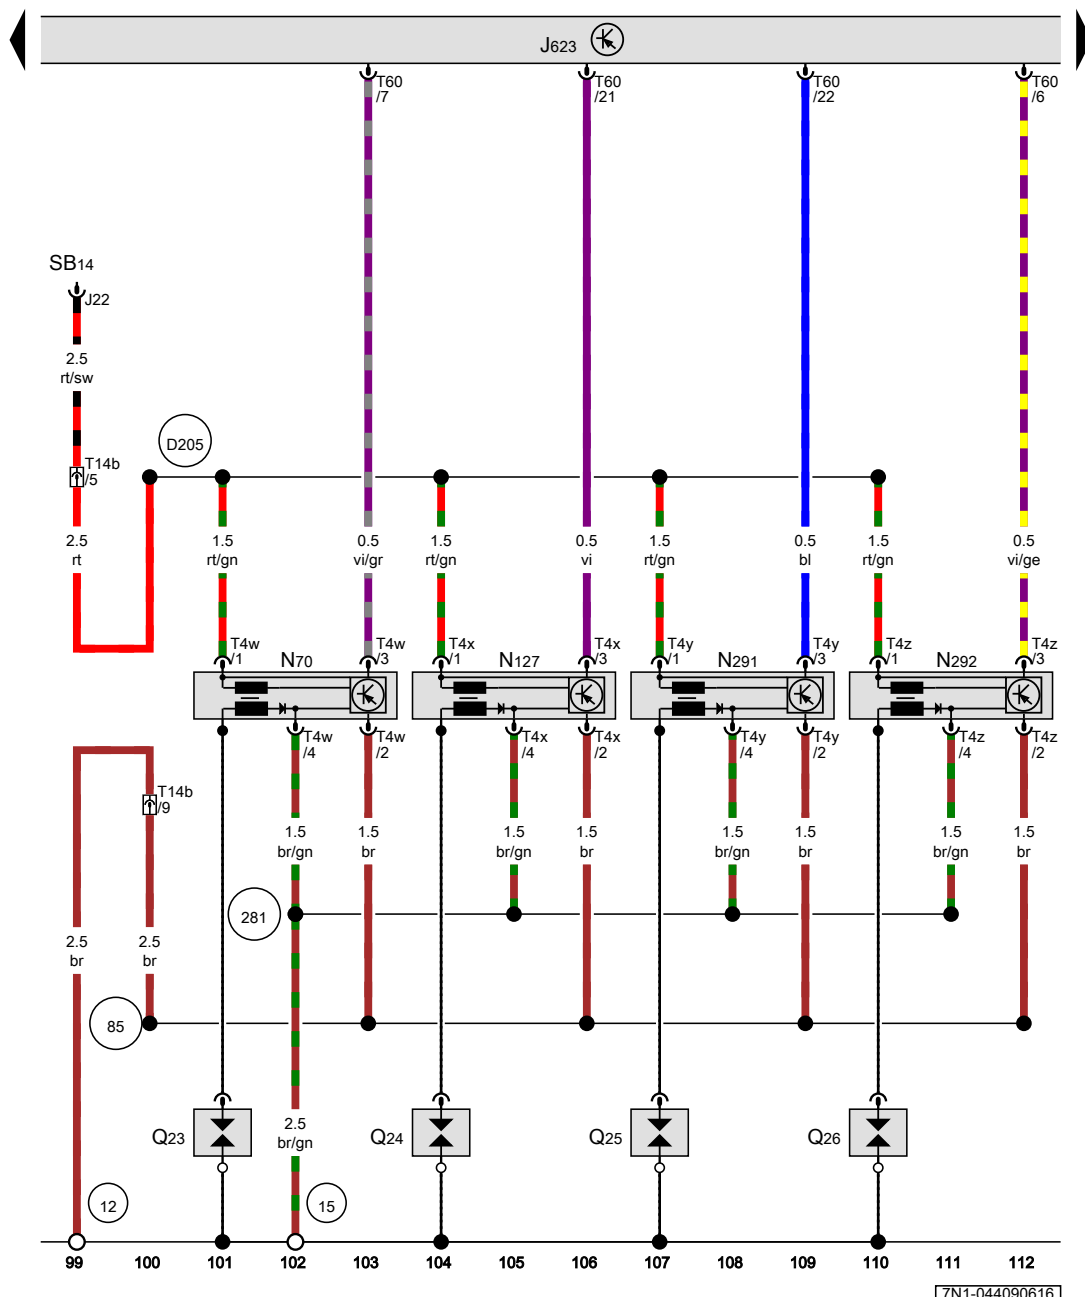 J623
T60
/7
T60
/21
T60
/22
T60
/6
SB14
J22
2.5
rt/sw
D205
T14b
/5
2.5
rt
1.5
rt/gn
0.5
vi/gr
1.5
rt/gn
0.5
vi
1.5
rt/gn
0.5
bl
1.5
rt/gn
0.5
vi/ge
T4w
/1
N70
T4w
/3
T4x
/1
N127
T4x
/3
T4y
/1
N291
T4y
/3
T4z
/1
N292
T4z
/3
T4w
/4
T4w
/2
T4x
/4
T4x
/2
T4y
/4
T4y
/2
T4z
/4
T4z
/2
T14b
/9
1.5
br/gn
1.5
br
1.5
br/gn
1.5
br
1.5
br/gn
1.5
br
1.5
br/gn
1.5
br
281
2.5
br
2.5
br
85
Q23
2.5
br/gn
Q24
Q25
Q26
12
15
99 100 101 102 103 104 105 106 107 108 109 110 111 112
7N1-044090616